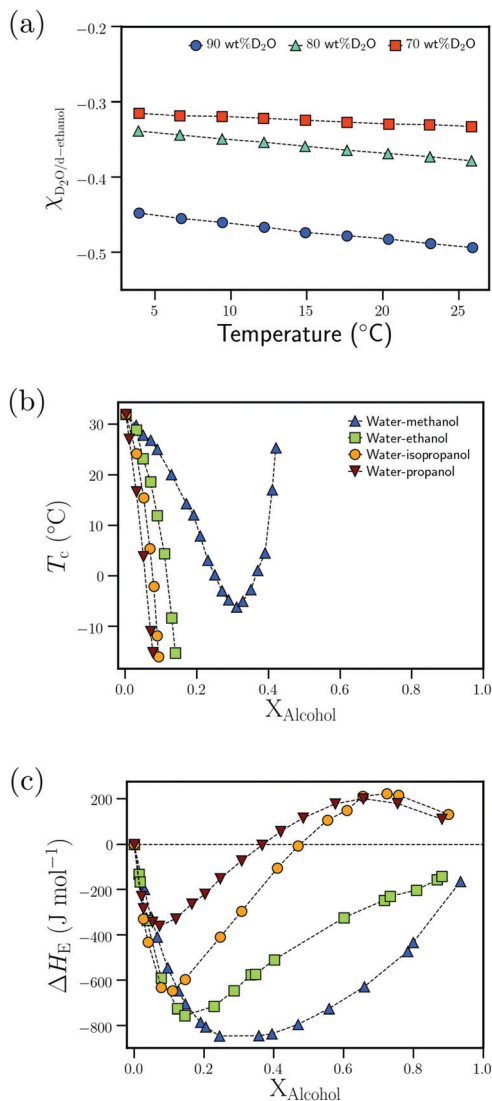 (a)
−0.2
90 wt%D₂O 80 wt%D₂O 70 wt%D₂O
−0.3
−0.4
−0.5
χD₂O/d−ethanol
5 10 15 20 25
Temperature (°C)
(b)
30
20
10
0
−10
Tc (°C)
Water-methanol
Water-ethanol
Water-isopropanol
Water-propanol
0.0 0.2 0.4 0.6 0.8 1.0
XAlcohol
(c)
200
0
−200
−400
−600
−800
ΔHE (J mol⁻¹)
0.0 0.2 0.4 0.6 0.8 1.0
XAlcohol